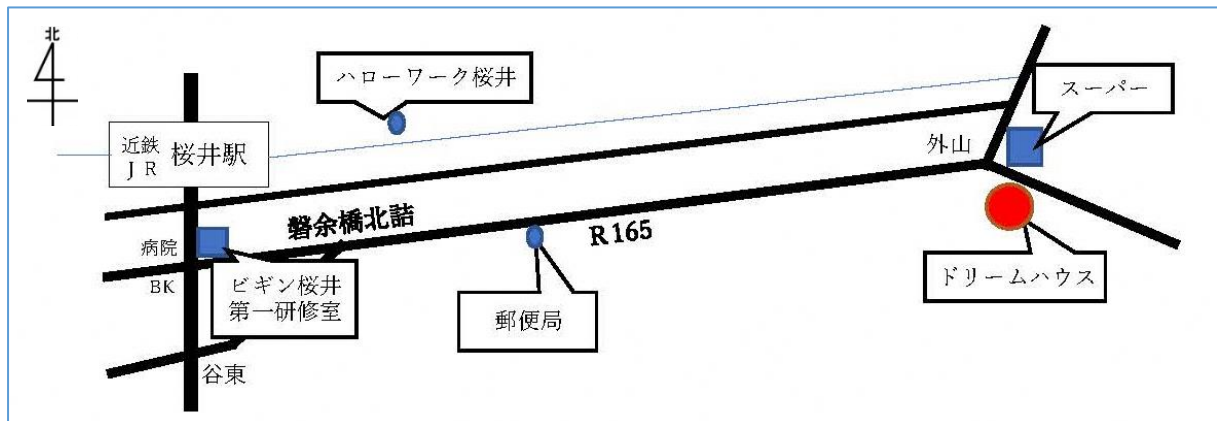 北
ハローワーク桜井
スーパー
近鉄
ＪＲ
桜井駅
外山
磐余橋北詰
R165
病院
BK
ビギン桜井
第一研修室
郵便局
ドリームハウス
谷東